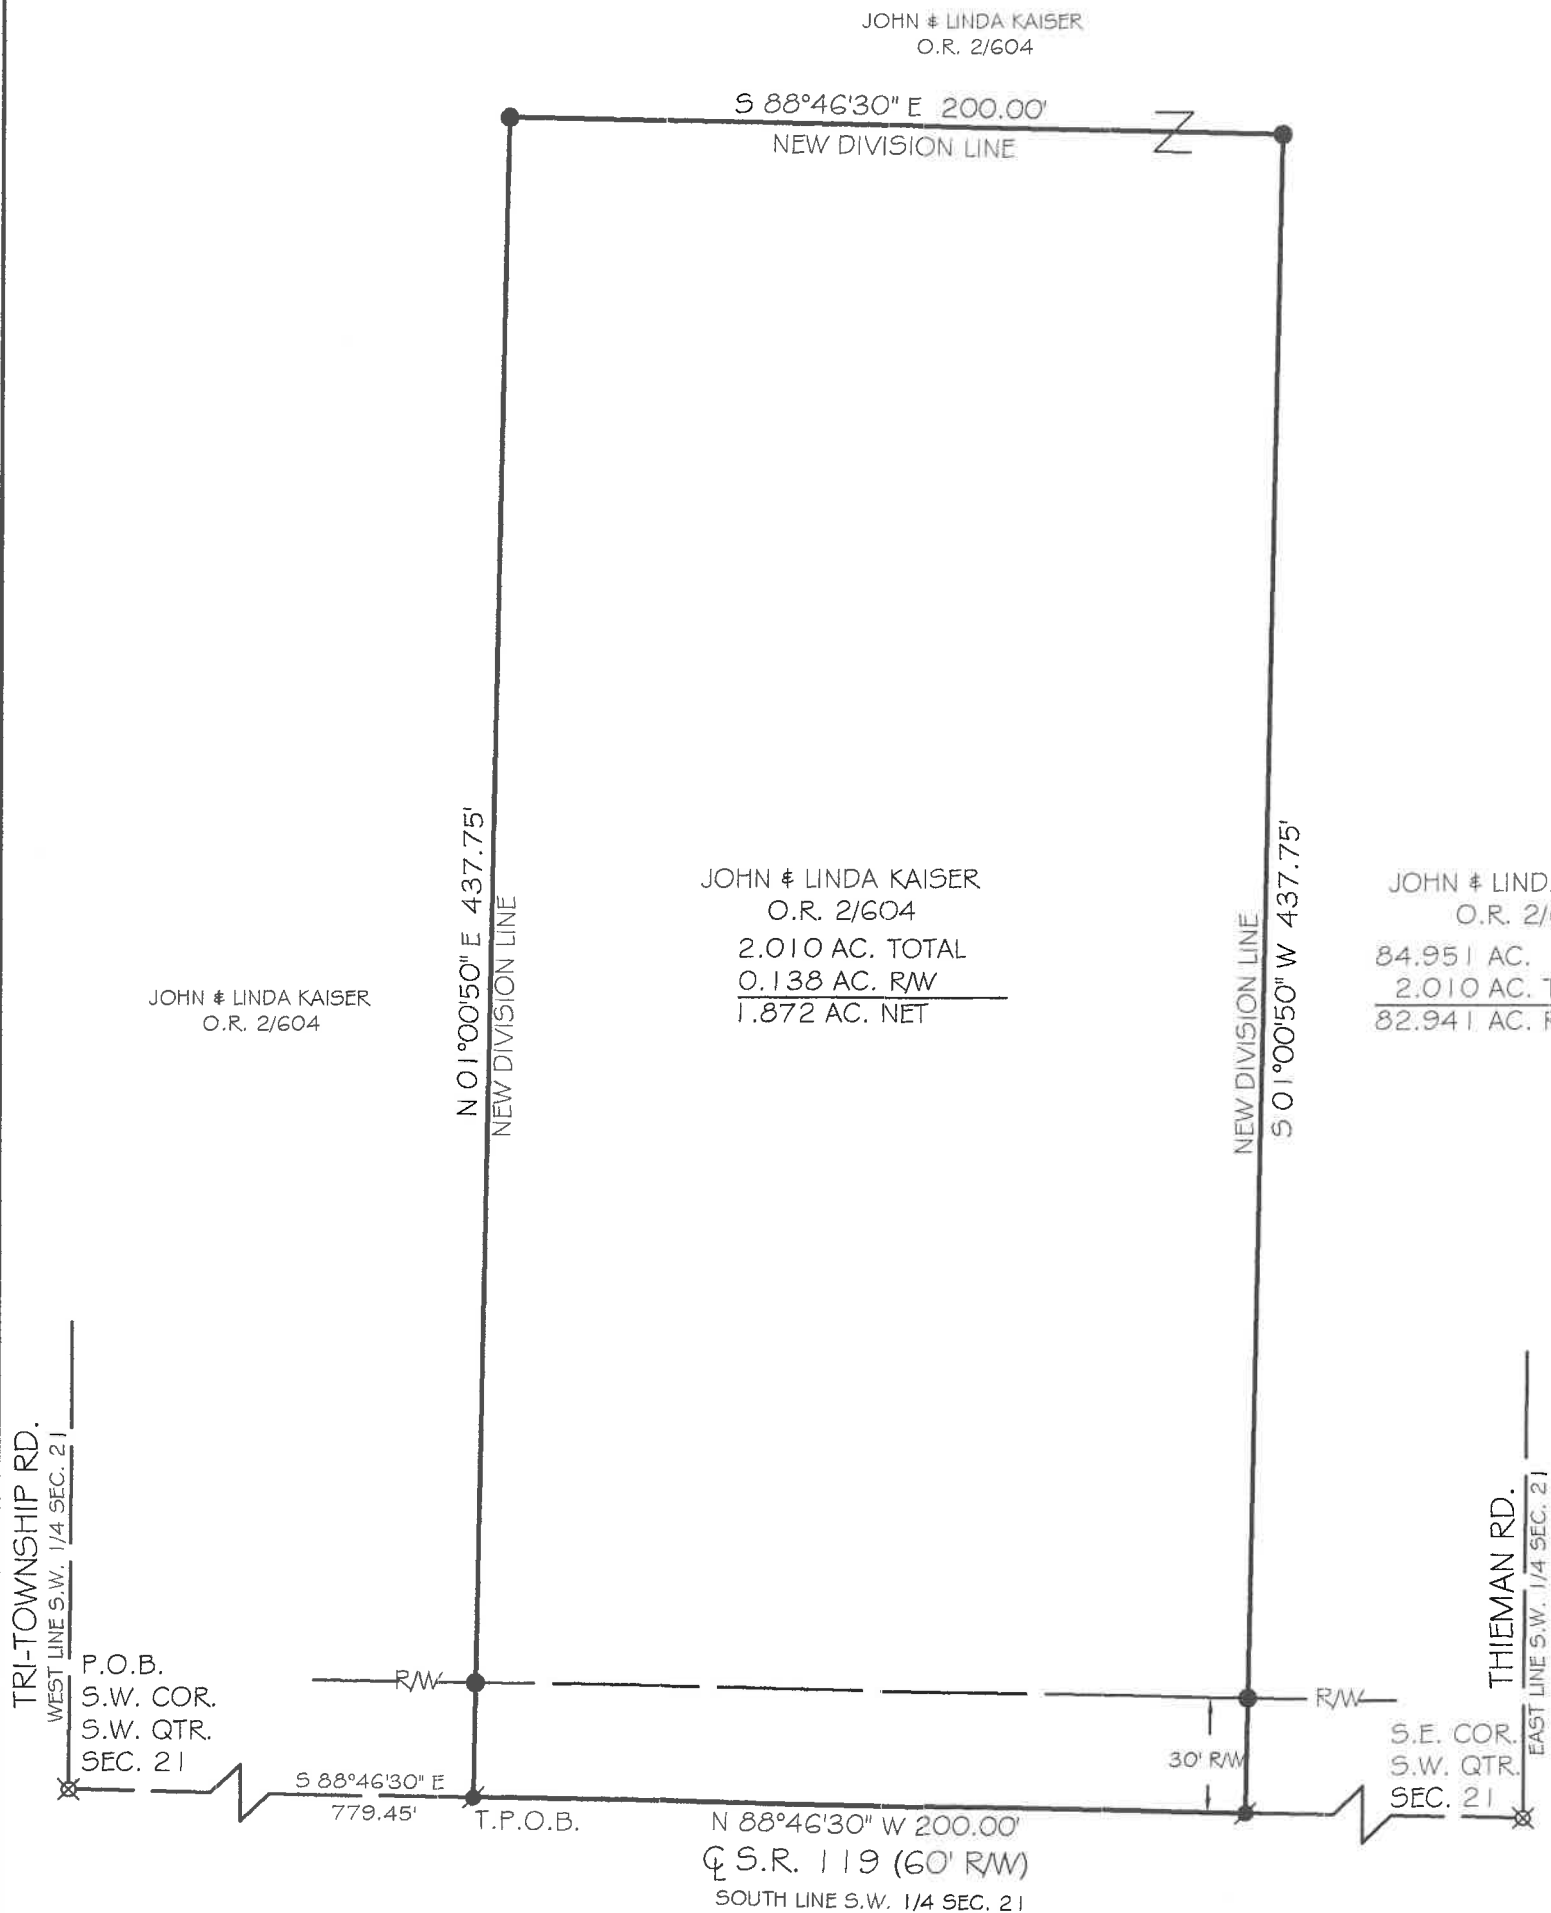 JOHN & LINDA KAISER
O.R. 2/604
S 88°46'30" E 200.00'
NEW DIVISION LINE
N 01°00'50" E 437.75'
NEW DIVISION LINE
JOHN & LINDA KAISER
O.R. 2/604
JOHN & LINDA KAISER
O.R. 2/604
2.010 AC. TOTAL
0.138 AC. R/W
1.872 AC. NET
NEW DIVISION LINE
S 01°00'50" W 437.75'
JOHN & LIND
O.R. 2/
84.951 AC.
2.010 AC.
82.941 AC.
TRI-TOWNSHIP RD.
WEST LINE S.W. 1/4 SEC. 21
P.O.B.
S.W. COR.
S.W. QTR.
SEC. 21
R/W
R/W
30' R/W
THIEMAN RD.
EAST LINE S.W. 1/4 SEC. 21
S.E. COR.
S.W. QTR.
SEC. 21
S 88°46'30" E
779.45'
T.P.O.B.
N 88°46'30" W 200.00'
℄ S.R. 119 (60' R/W)
SOUTH LINE S.W. 1/4 SEC. 21